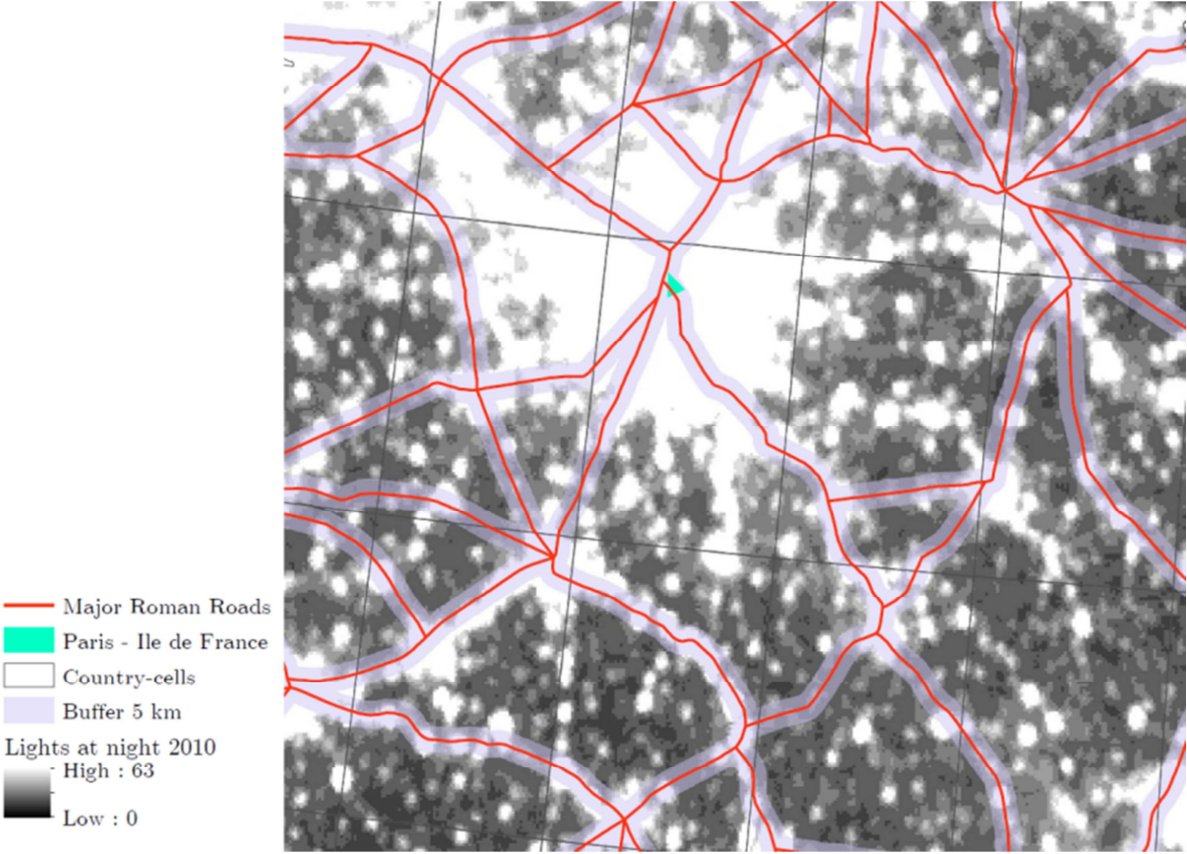 Major Roman Roads
Paris - Ile de France
Country-cells
Buffer 5 km
Lights at night 2010
High : 63
Low : 0